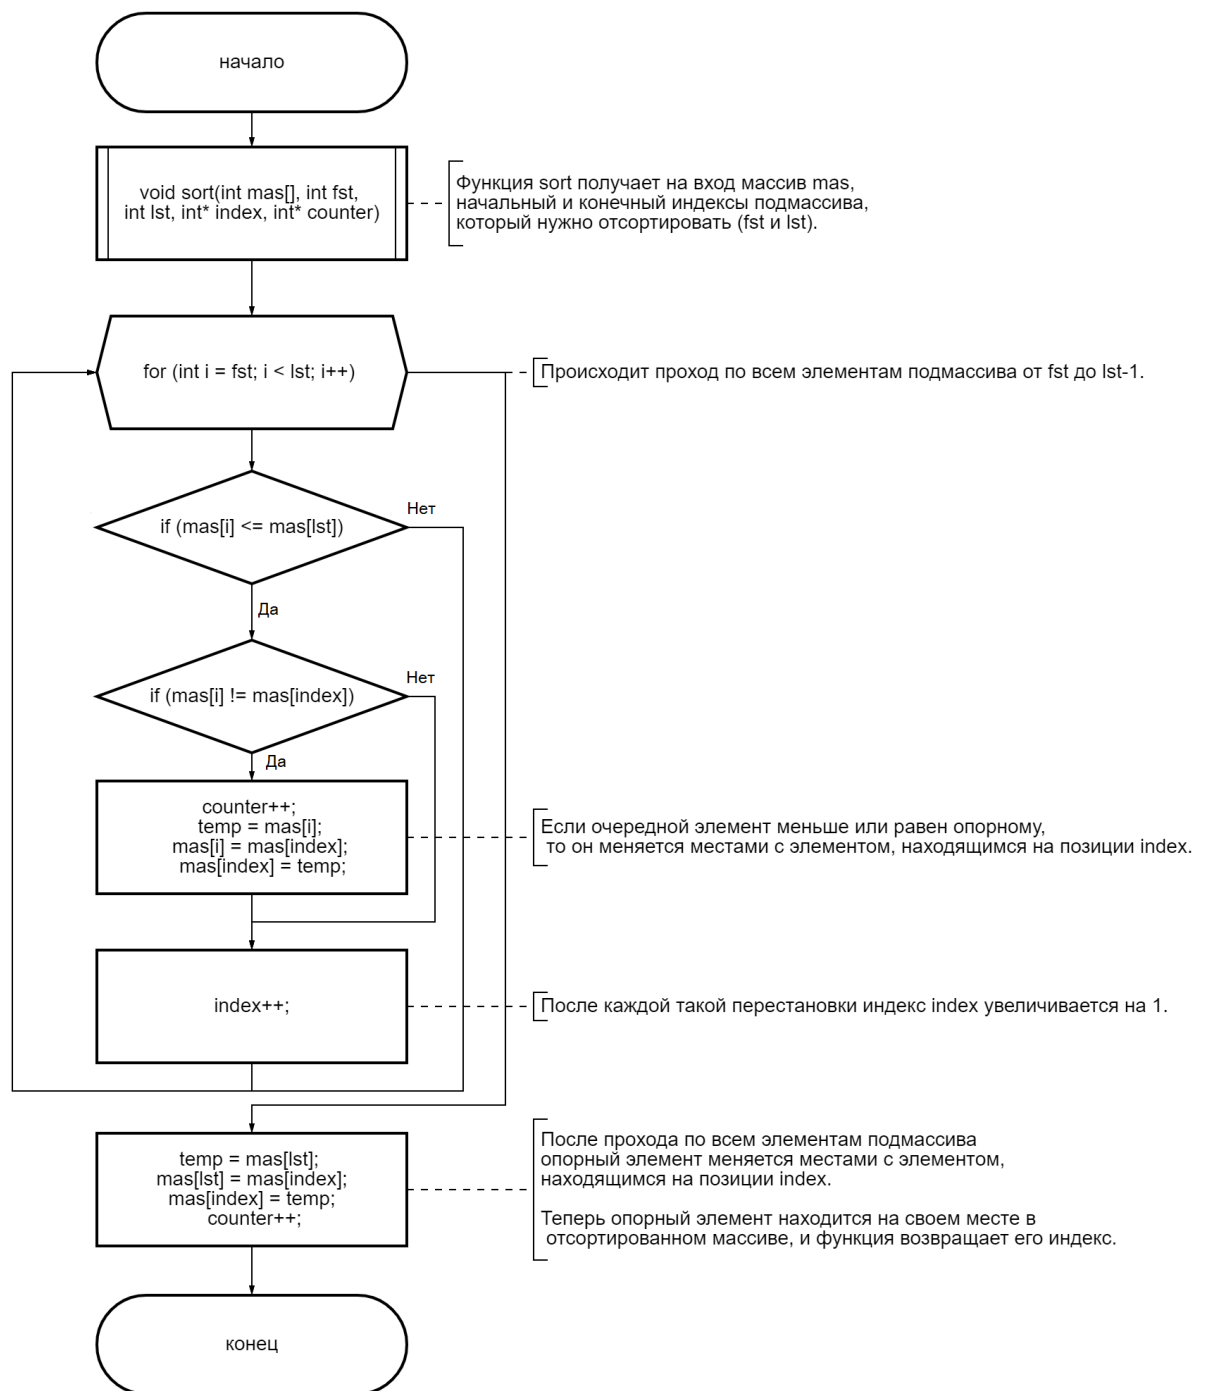 начало
void sort(int mas[], int fst,
int lst, int* index, int* counter)
Функция sort получает на вход массив mas,
начальный и конечный индексы подмассива,
который нужно отсортировать (fst и lst).
for (int i = fst; i < lst; i++)
Происходит проход по всем элементам подмассива от fst до lst-1.
if (mas[i] <= mas[lst])
Нет
Да
if (mas[i] != mas[index])
Нет
Да
counter++;
temp = mas[i];
mas[i] = mas[index];
mas[index] = temp;
Если очередной элемент меньше или равен опорному,
то он меняется местами с элементом, находящимся на позиции index.
index++;
После каждой такой перестановки индекс index увеличивается на 1.
temp = mas[lst];
mas[lst] = mas[index];
mas[index] = temp;
counter++;
После прохода по всем элементам подмассива
опорный элемент меняется местами с элементом,
находящимся на позиции index.
Теперь опорный элемент находится на своем месте в
отсортированном массиве, и функция возвращает его индекс.
конец